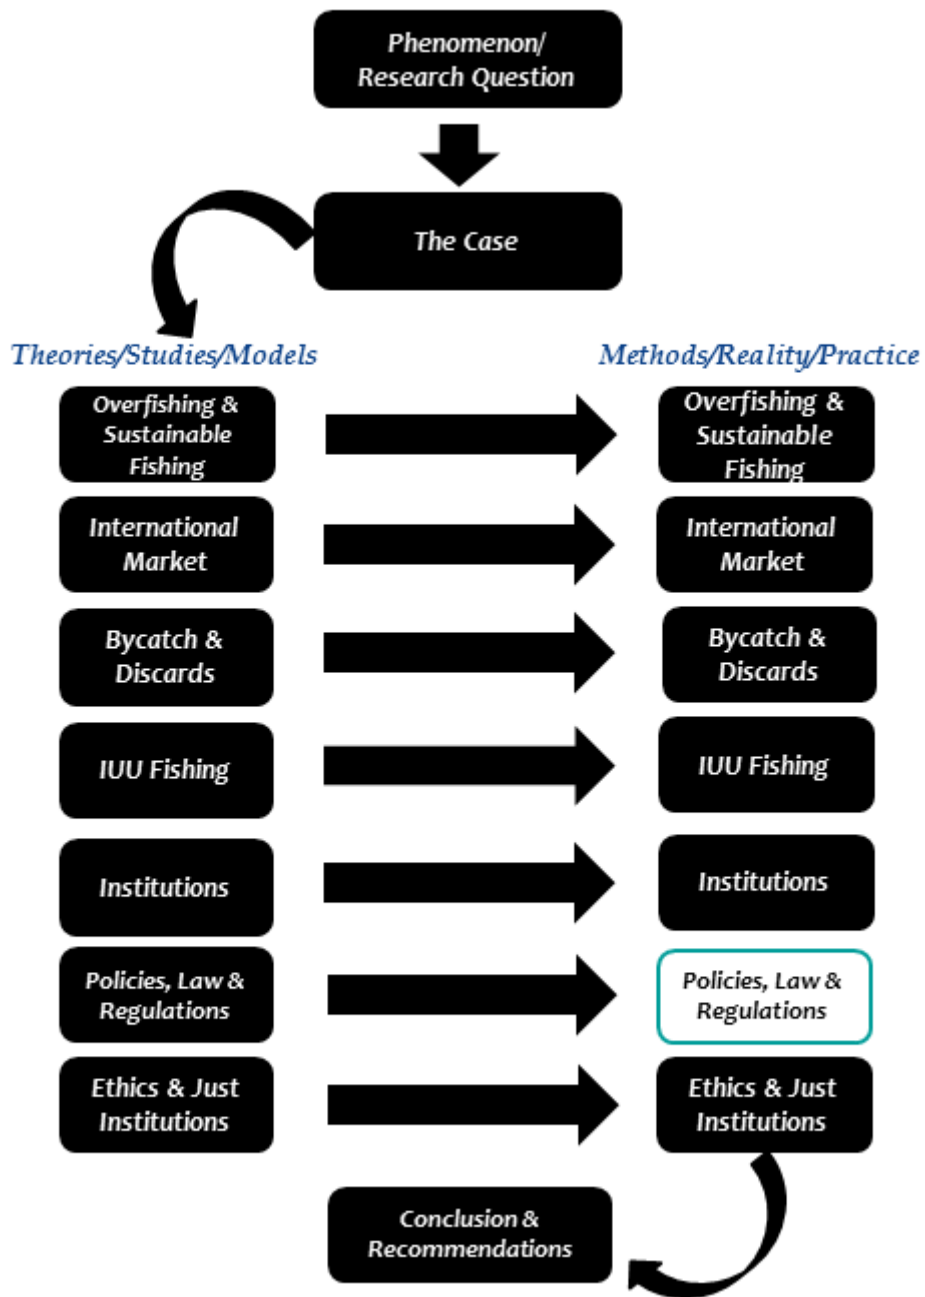 Phenomenon/
Research Question
The Case
Theories/Studies/Models
Methods/Reality/Practice
Overfishing &
Sustainable
Fishing
Overfishing &
Sustainable
Fishing
International
Market
International
Market
Bycatch &
Discards
Bycatch &
Discards
IUU Fishing
IUU Fishing
Institutions
Institutions
Policies, Law &
Regulations
Policies, Law &
Regulations
Ethics & Just
Institutions
Ethics & Just
Institutions
Conclusion &
Recommendations